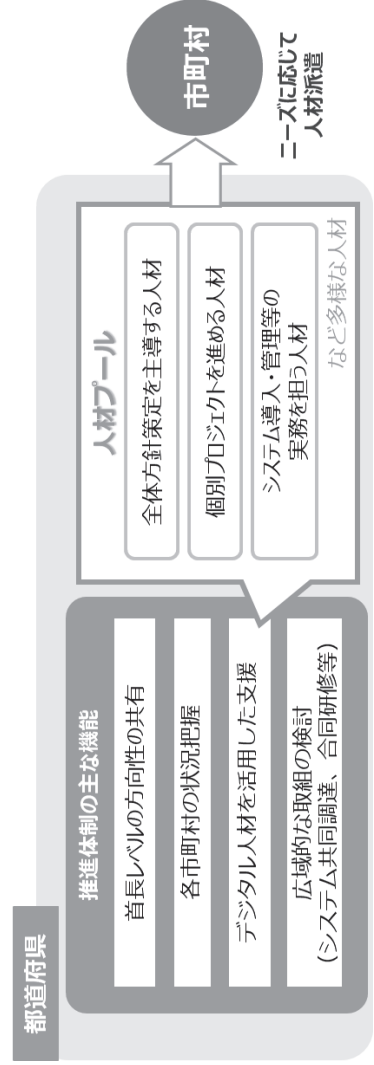 都道府県
推進体制の主な機能
首長レベルの方向性の共有
各市町村の状況把握
デジタル人材を活用した支援
広域的な取組の検討
（システム共同調達、合同研修等）
人材プール
全体方針策定を主導する人材
個別プロジェクトを進める人材
システム導入・管理等の
実務を担う人材
など多様な人材
市町村
ニーズに応じて
人材派遣